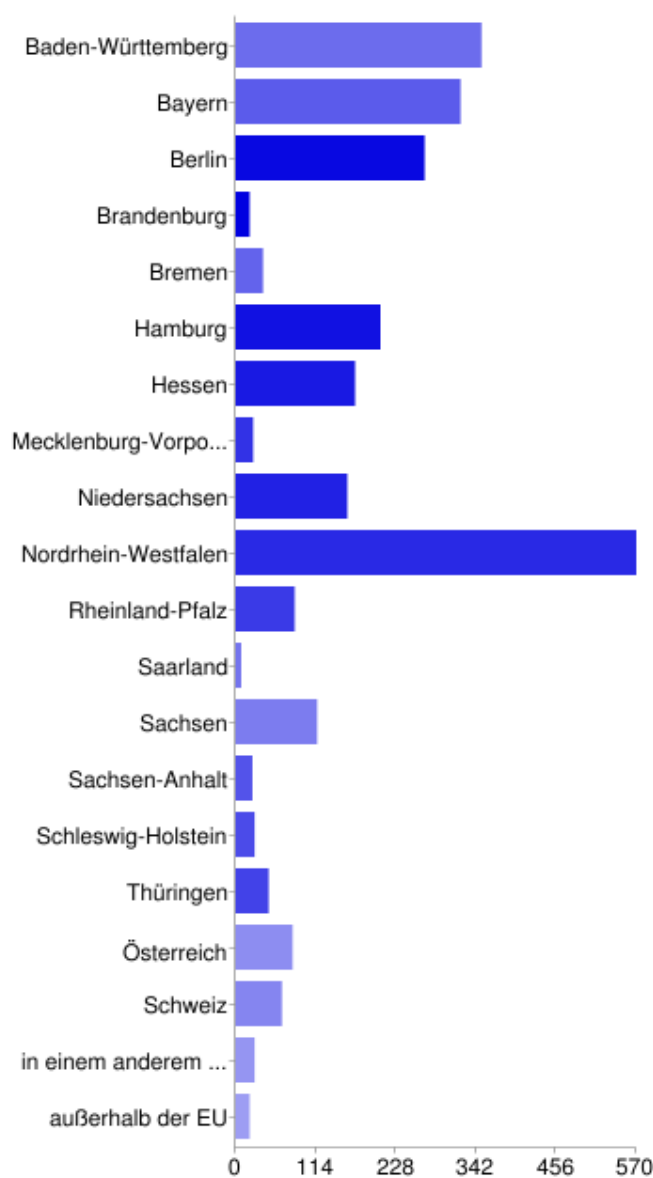 Baden-Württemberg
Bayern
Berlin
Brandenburg
Bremen
Hamburg
Hessen
Mecklenburg-Vorpo...
Niedersachsen
Nordrhein-Westfalen
Rheinland-Pfalz
Saarland
Sachsen
Sachsen-Anhalt
Schleswig-Holstein
Thüringen
Österreich
Schweiz
in einem anderem ...
außerhalb der EU
0 114 228 342 456 570